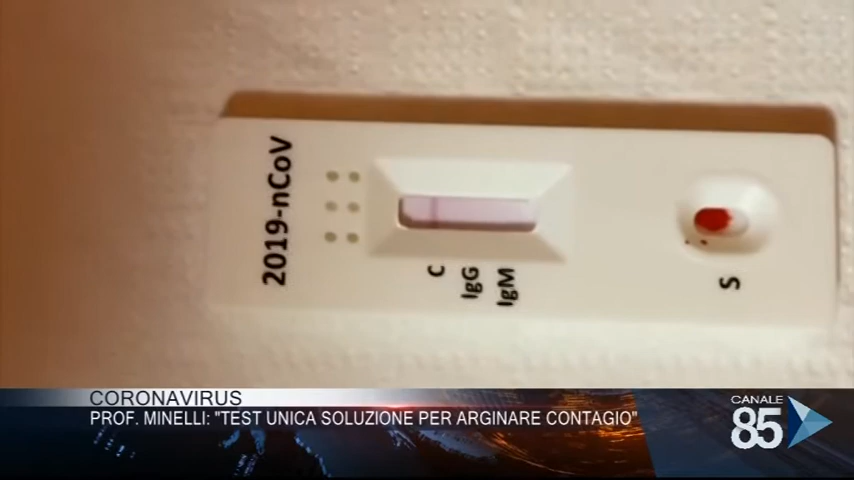 2019-nCoV
C
IgG
IgM
S
CORONAVIRUS
PROF. MINELLI: "TEST UNICA SOLUZIONE PER ARGINARE CONTAGIO"
CANALE
85